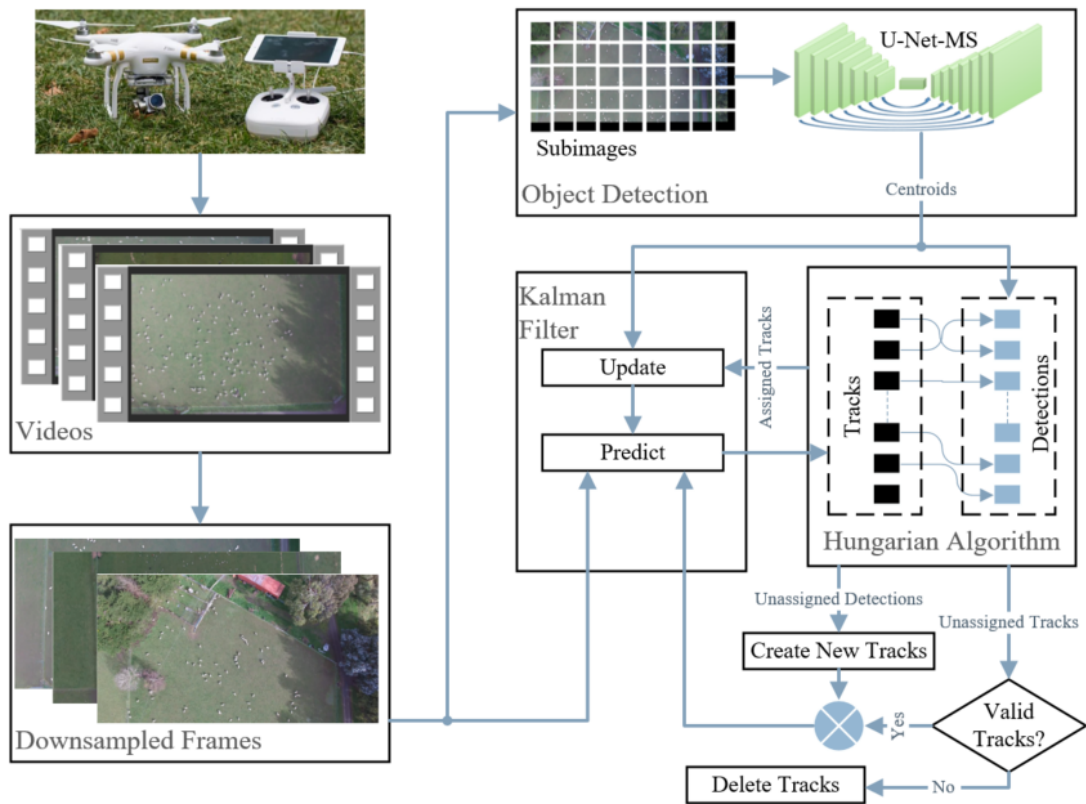 U-Net-MS
Subimages
Object Detection
Centroids
Videos
Downsampled Frames
Kalman
Filter
Update
Predict
Assigned Tracks
Tracks
Detections
Hungarian Algorithm
Unassigned Detections
Unassigned Tracks
Create New Tracks
Valid
Tracks?
Yes
No
Delete Tracks